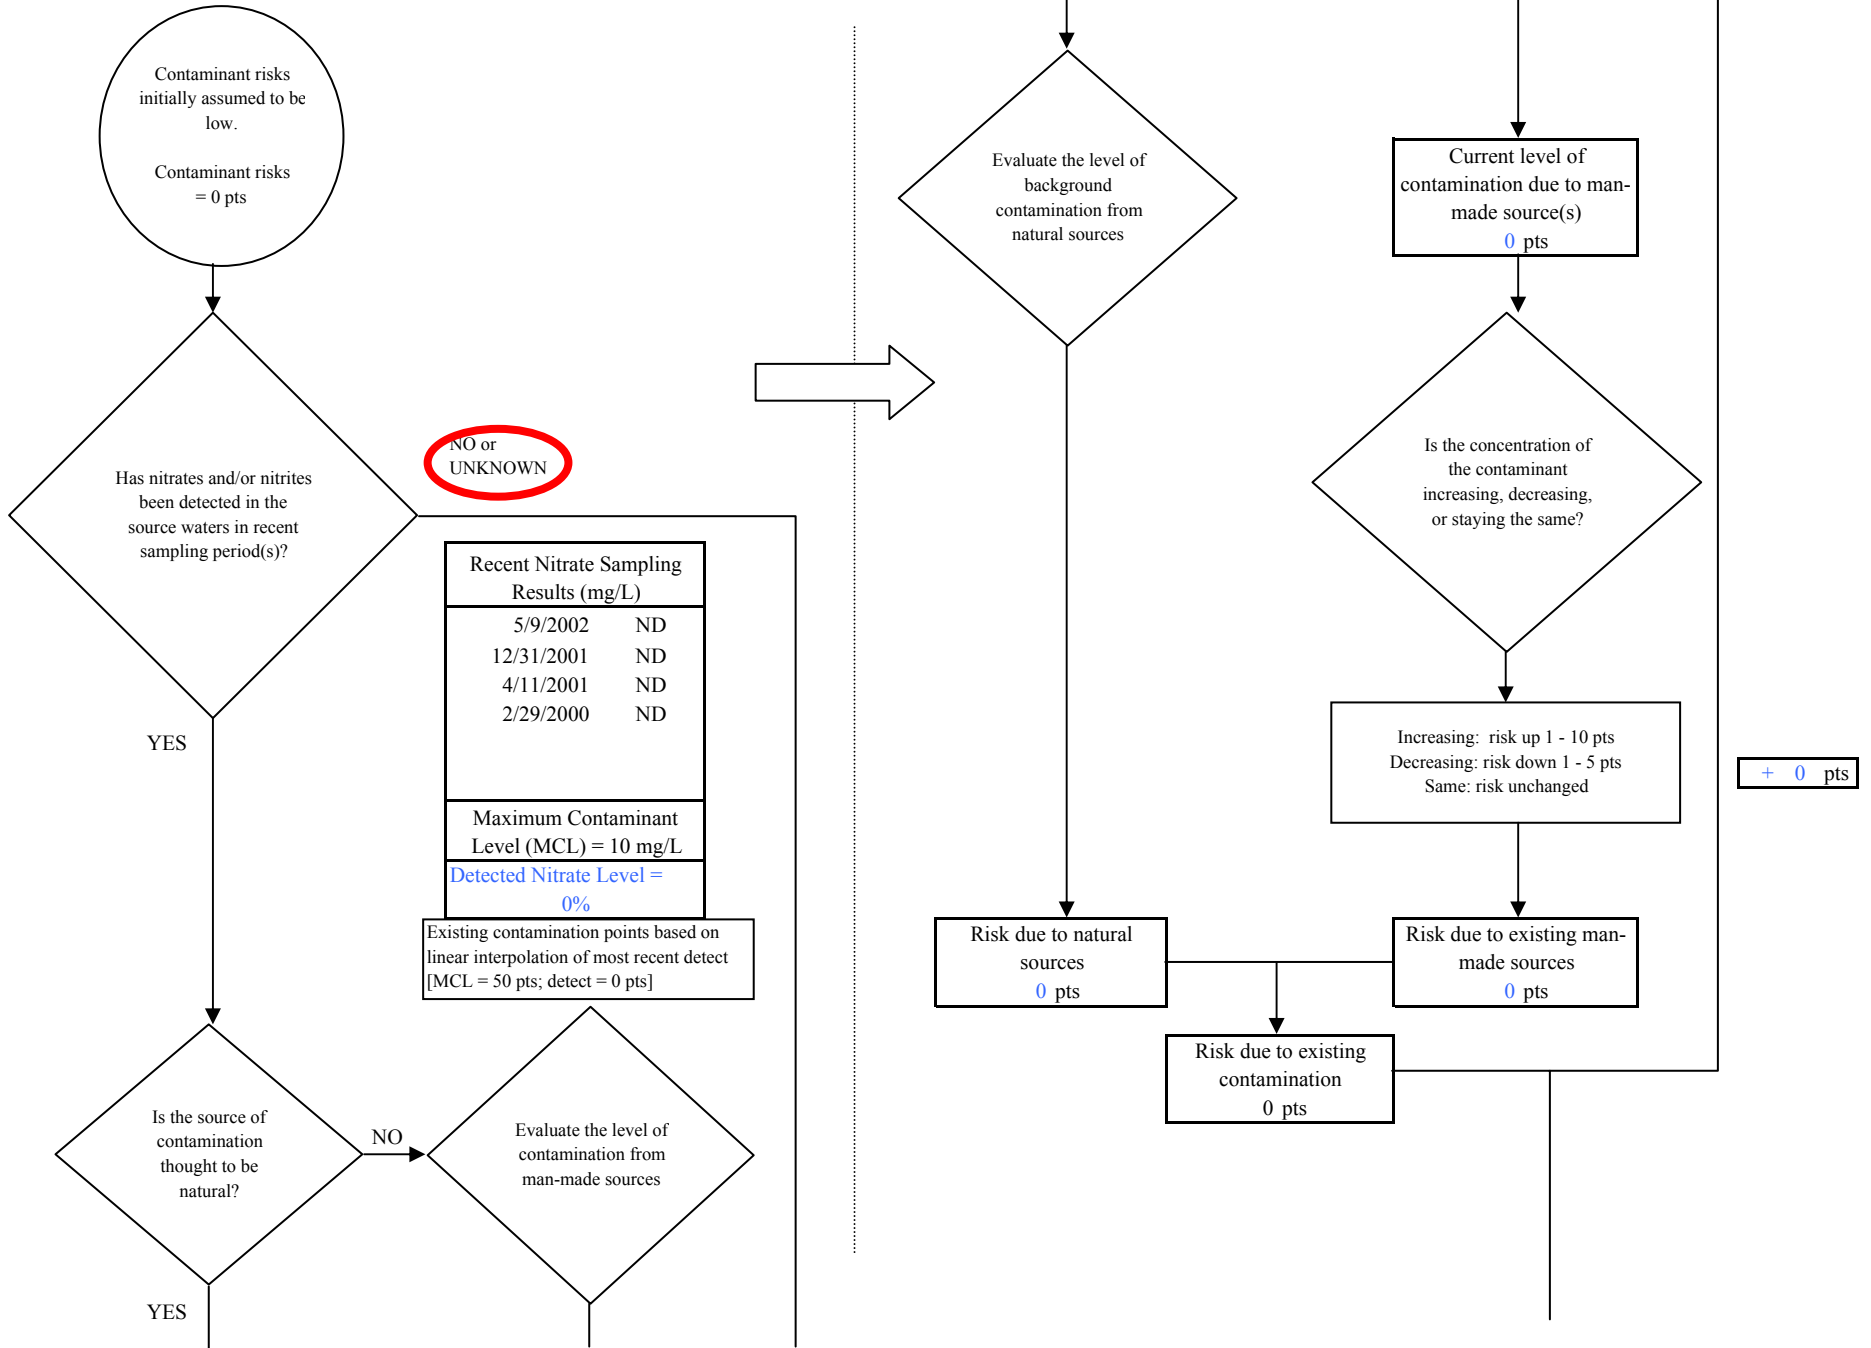 Contaminant risks
initially assumed to be
low.
Contaminant risks
= 0 pts
Has nitrates and/or nitrites
been detected in the
source waters in recent
sampling period(s)?
NO or
UNKNOWN
YES
Recent Nitrate Sampling
Results (mg/L)
5/9/2002 ND
12/31/2001 ND
4/11/2001 ND
2/29/2000 ND
Maximum Contaminant
Level (MCL) = 10 mg/L
Detected Nitrate Level =
0%
Existing contamination points based on
linear interpolation of most recent detect
[MCL = 50 pts; detect = 0 pts]
Is the source of
contamination
thought to be
natural?
NO
YES
Evaluate the level of
contamination from
man-made sources
Evaluate the level of
background
contamination from
natural sources
Current level of
contamination due to man-
made source(s)
0 pts
Is the concentration of
the contaminant
increasing, decreasing,
or staying the same?
Increasing: risk up 1 - 10 pts
Decreasing: risk down 1 - 5 pts
Same: risk unchanged
+ 0 pts
Risk due to natural
sources
0 pts
Risk due to existing man-
made sources
0 pts
Risk due to existing
contamination
0 pts